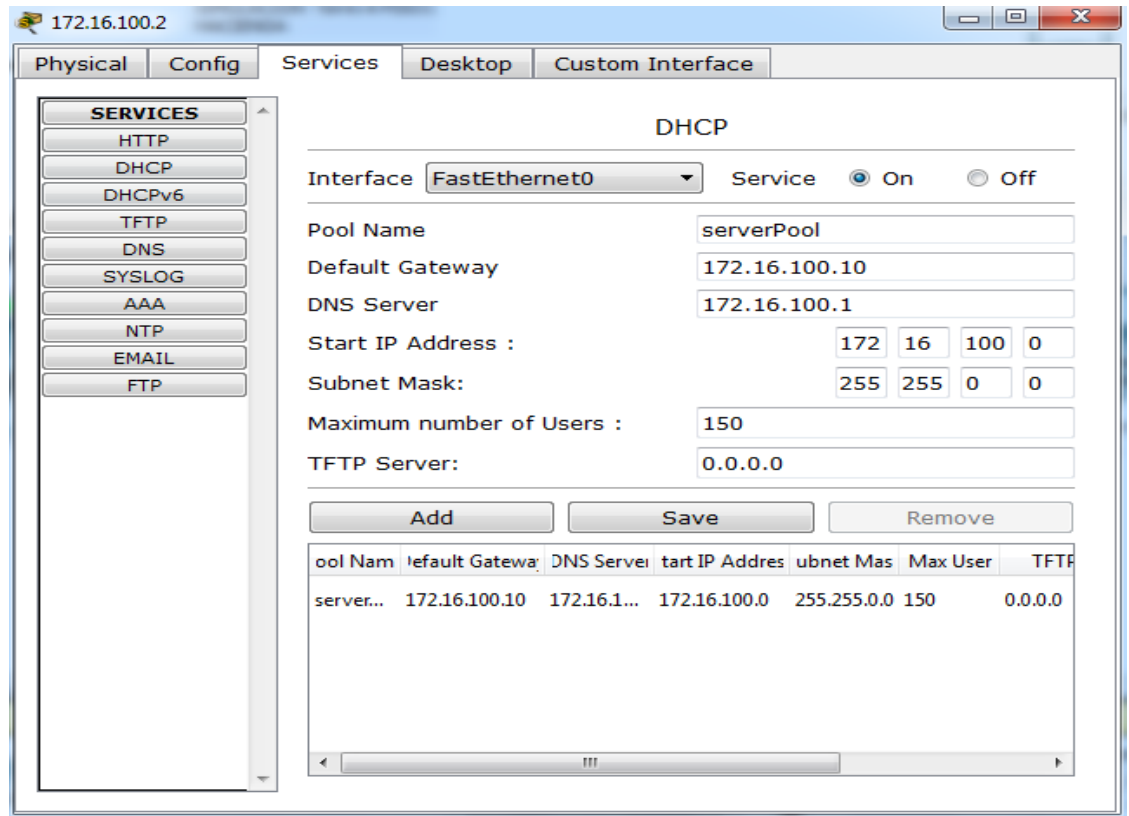 172.16.100.2
Physical Config Services Desktop Custom Interface
SERVICES
HTTP
DHCP
DHCPv6
TFTP
DNS
SYSLOG
AAA
NTP
EMAIL
FTP
DHCP
Interface FastEthernet0 Service On Off
Pool Name serverPool
Default Gateway 172.16.100.10
DNS Server 172.16.100.1
Start IP Address : 172 16 100 0
Subnet Mask: 255 255 0 0
Maximum number of Users : 150
TFTP Server: 0.0.0.0
Add Save Remove
ool Nam efault Gatewa DNS Server tart IP Addres ubnet Mas Max User TFTP
server... 172.16.100.10 172.16.1... 172.16.100.0 255.255.0.0 150 0.0.0.0